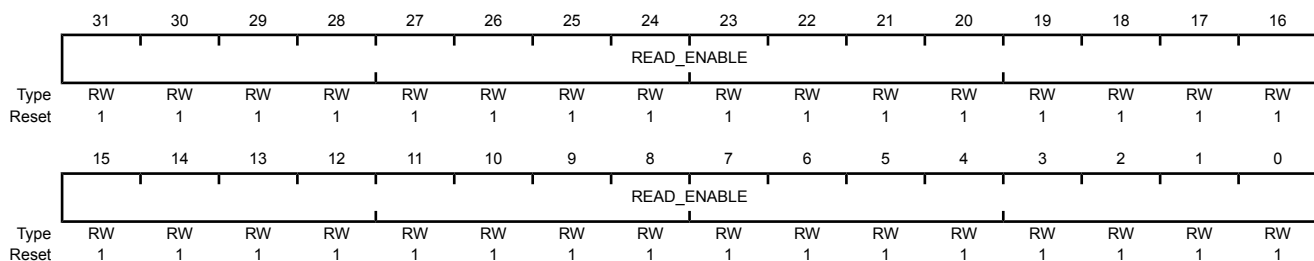 31 30 29 28 27 26 25 24 23 22 21 20 19 18 17 16
READ_ENABLE
Type RW RW RW RW RW RW RW RW RW RW RW RW RW RW RW RW
Reset 1 1 1 1 1 1 1 1 1 1 1 1 1 1 1 1
15 14 13 12 11 10 9 8 7 6 5 4 3 2 1 0
READ_ENABLE
Type RW RW RW RW RW RW RW RW RW RW RW RW RW RW RW RW
Reset 1 1 1 1 1 1 1 1 1 1 1 1 1 1 1 1